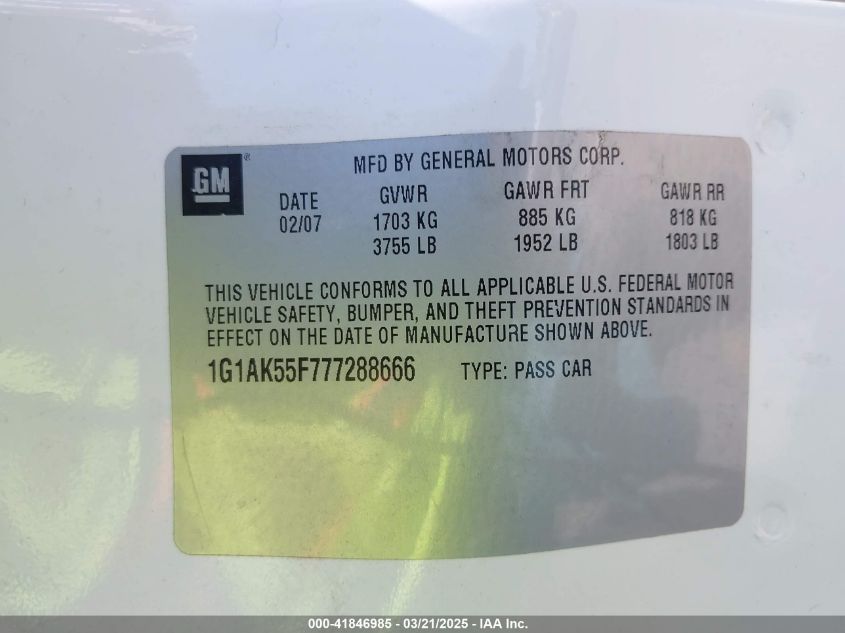 GM®
MFD BY GENERAL MOTORS CORP.
DATE GVWR GAWR FRT GAWR RR
02/07 1703 KG 885 KG 818 KG
3755 LB 1952 LB 1803 LB
THIS VEHICLE CONFORMS TO ALL APPLICABLE U.S. FEDERAL MOTOR
VEHICLE SAFETY, BUMPER, AND THEFT PREVENTION STANDARDS IN
EFFECT ON THE DATE OF MANUFACTURE SHOWN ABOVE.
1G1AK55F777288666 TYPE: PASS CAR
000-41846985 - 03/21/2025 - © IAA Inc.